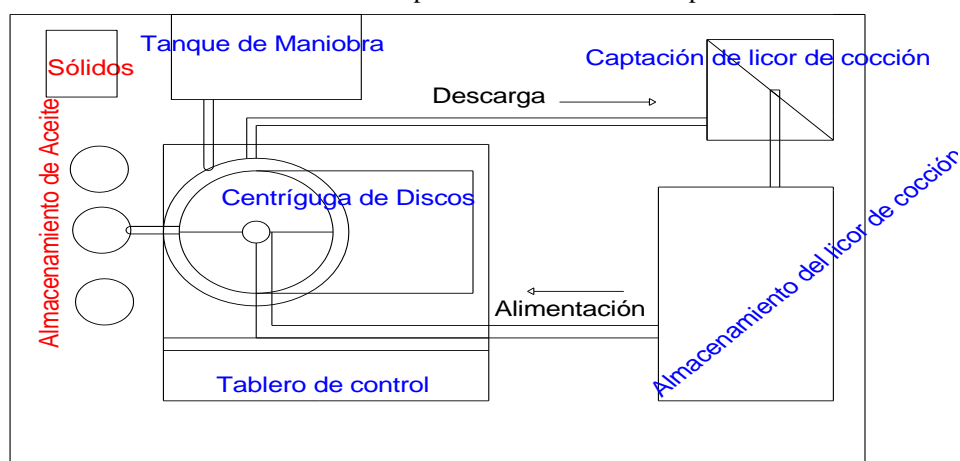 Tanque de Maniobra
Sólidos
Captación de licor de cocción
Descarga
Almacenamiento de Aceite
Centríguga de Discos
Almacenamiento del licor de cocción
Alimentación
Tablero de control